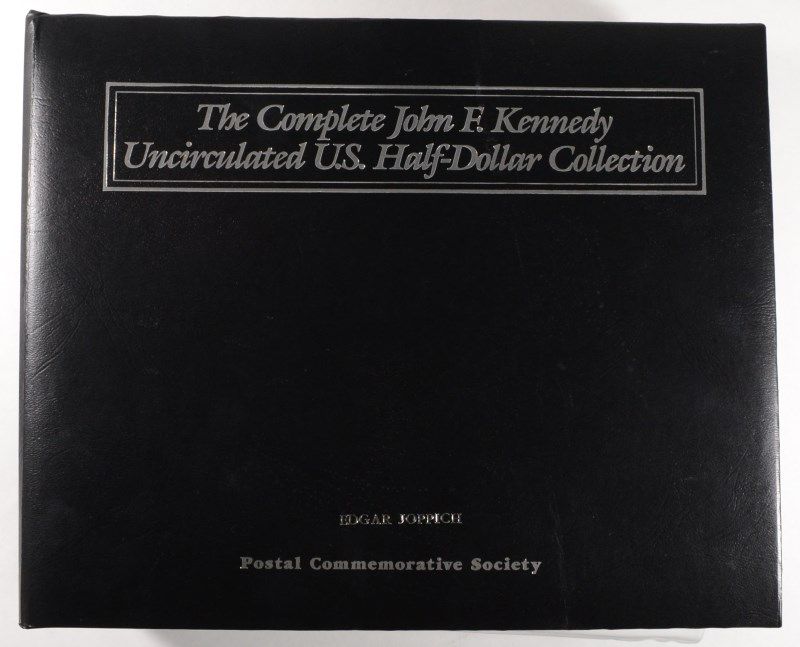 The Complete John F. Kennedy
Uncirculated U.S. Half-Dollar Collection
EDGAR JOPPICH
Postal Commemorative Society